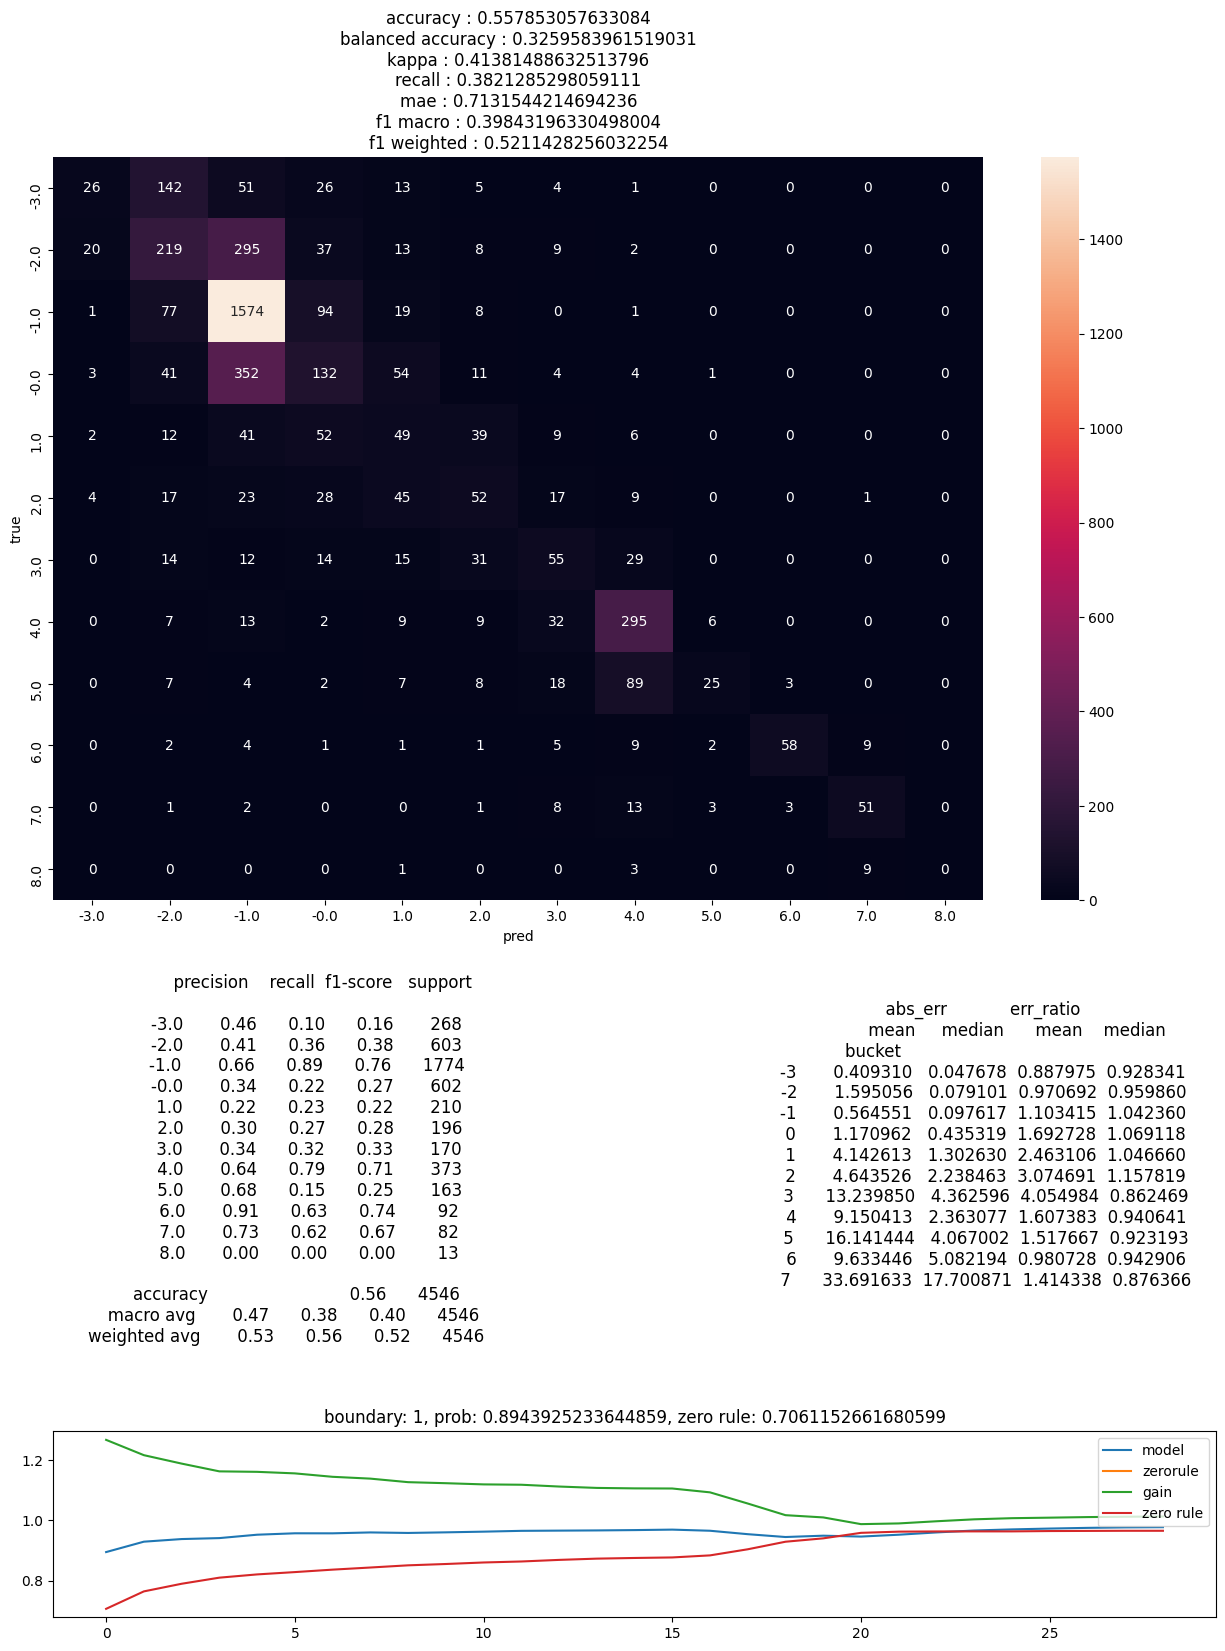 accuracy : 0.557853057633084
balanced accuracy : 0.3259583961519031
kappa : 0.41381488632513796
recall : 0.3821285298059111
mae : 0.7131544214694236
f1 macro : 0.39843196330498004
f1 weighted : 0.5211428256032254
-3.0 26 142 51 26 13 5 4 1 0 0 0 0
-2.0 20 219 295 37 13 8 9 2 0 0 0 0
-1.0 1 77 1574 94 19 8 0 1 0 0 0 0
-0.0 3 41 352 132 54 11 4 4 1 0 0 0
1.0 2 12 41 52 49 39 9 6 0 0 0 0
2.0 4 17 23 28 45 52 17 9 0 0 1 0
true
3.0 0 14 12 14 15 31 55 29 0 0 0 0
4.0 0 7 13 2 9 9 32 295 6 0 0 0
5.0 0 7 4 2 7 8 18 89 25 3 0 0
6.0 0 2 4 1 1 1 5 9 2 58 9 0
7.0 0 1 2 0 0 1 8 13 3 3 51 0
8.0 0 0 0 0 1 0 0 3 0 0 9 0
-3.0 -2.0 -1.0 -0.0 1.0 2.0 3.0 4.0 5.0 6.0 7.0 8.0
pred
1400
1200
1000
800
600
400
200
0
precision recall f1-score support
-3.0 0.46 0.10 0.16 268
-2.0 0.41 0.36 0.38 603
-1.0 0.66 0.89 0.76 1774
-0.0 0.34 0.22 0.27 602
1.0 0.22 0.23 0.22 210
2.0 0.30 0.27 0.28 196
3.0 0.34 0.32 0.33 170
4.0 0.64 0.79 0.71 373
5.0 0.68 0.15 0.25 163
6.0 0.91 0.63 0.74 92
7.0 0.73 0.62 0.67 82
8.0 0.00 0.00 0.00 13
accuracy 0.56 4546
macro avg 0.47 0.38 0.40 4546
weighted avg 0.53 0.56 0.52 4546
abs_err err_ratio
mean median mean median
bucket
-3 0.409310 0.047678 0.887975 0.928341
-2 1.595056 0.079101 0.970692 0.959860
-1 0.564551 0.097617 1.103415 1.042360
0 1.170962 0.435319 1.692728 1.069118
1 4.142613 1.302630 2.463106 1.046660
2 4.643526 2.238463 3.074691 1.157819
3 13.239850 4.362596 4.054984 0.862469
4 9.150413 2.363077 1.607383 0.940641
5 16.141444 4.067002 1.517667 0.923193
6 9.633446 5.082194 0.980728 0.942906
7 33.691633 17.700871 1.414338 0.876366
boundary: 1, prob: 0.8943925233644859, zero rule: 0.7061152661680599
1.2
1.0
0.8
model
zerorule
gain
zero rule
0 5 10 15 20 25